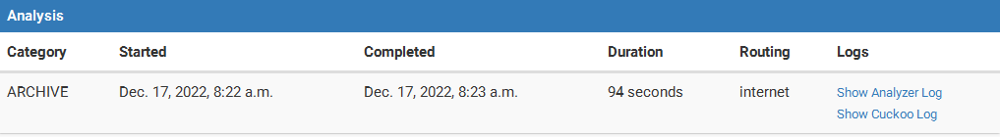 Analysis
Category Started Completed Duration Routing Logs
ARCHIVE Dec. 17, 2022, 8:22 a.m. Dec. 17, 2022, 8:23 a.m. 94 seconds internet Show Analyzer Log
Show Cuckoo Log